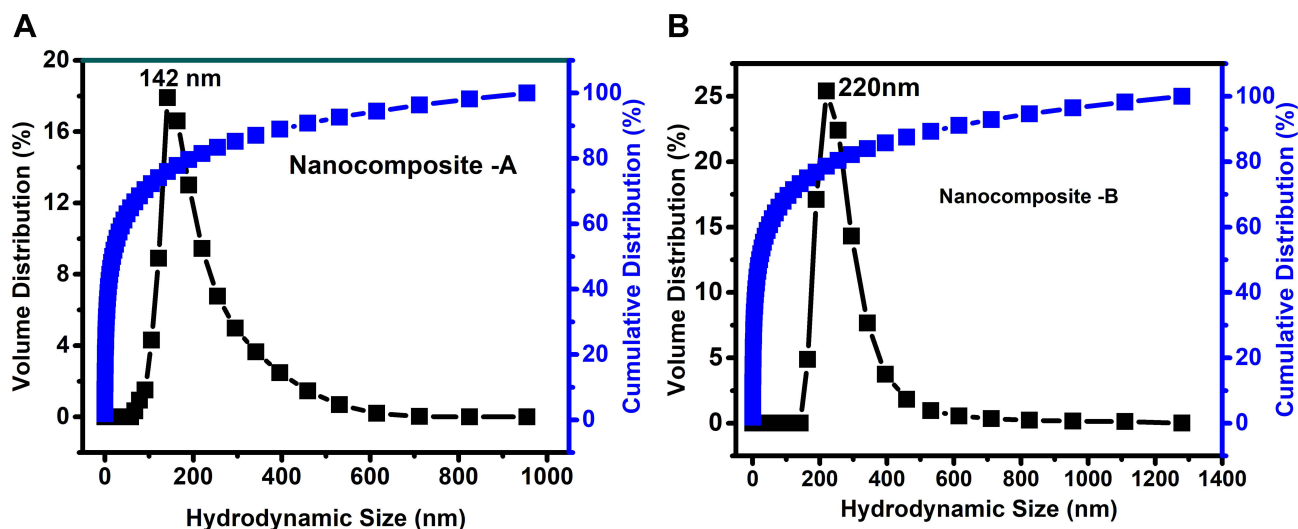 A
Volume Distribution (%)
20
16
12
8
4
0
142 nm
Nanocomposite -A
100
80
60
40
20
0
Cumulative Distribution (%)
0 200 400 600 800 1000
Hydrodynamic Size (nm)
B
Volume Distribution (%)
25
20
15
10
5
0
220nm
Nanocomposite -B
100
80
60
40
20
0
Cumulative Distribution (%)
0 200 400 600 800 1000 1200 1400
Hydrodynamic Size (nm)